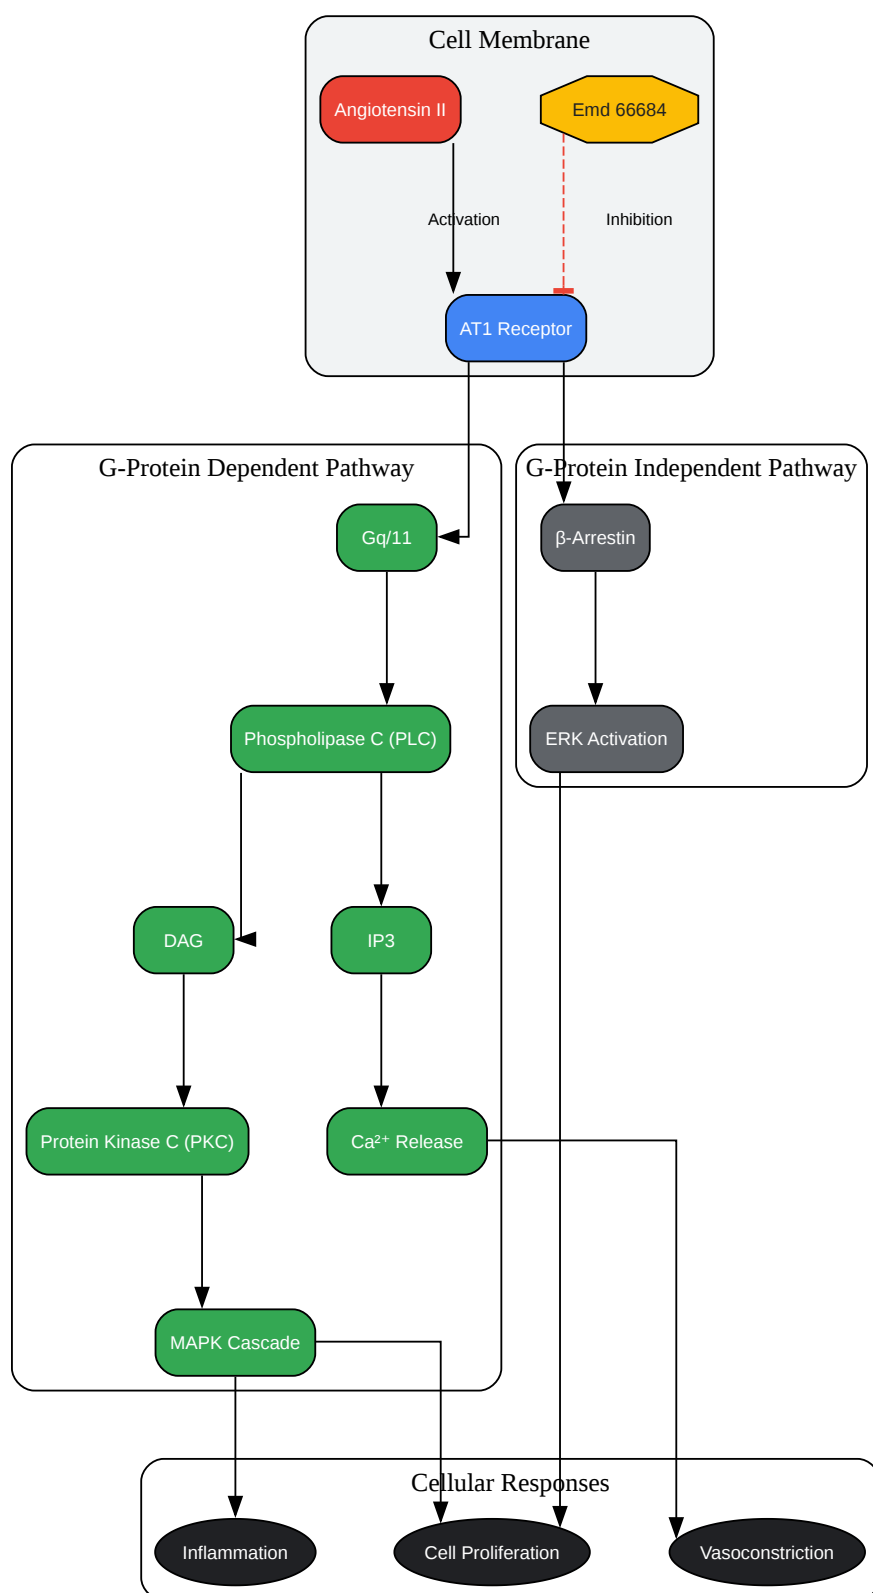 Cell Membrane
Angiotensin II
Emd 66684
Activation
Inhibition
AT1 Receptor
G-Protein Dependent Pathway
G-Protein Independent Pathway
Gq/11
β-Arrestin
Phospholipase C (PLC)
ERK Activation
DAG
IP3
Protein Kinase C (PKC)
Ca²⁺ Release
MAPK Cascade
Cellular Responses
Inflammation
Cell Proliferation
Vasoconstriction